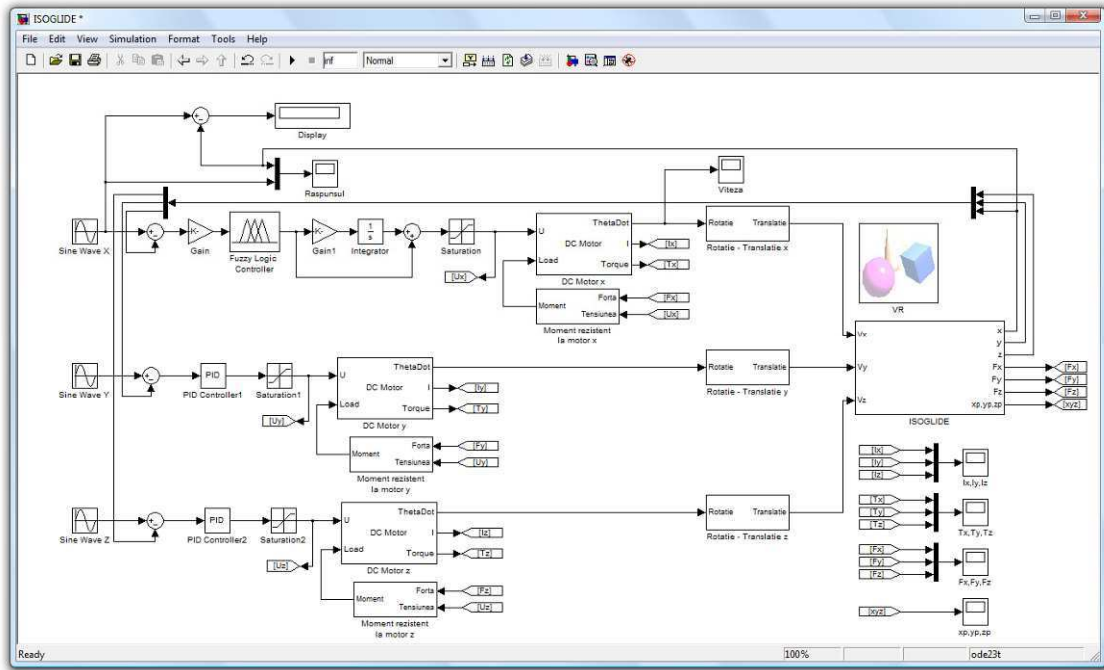 ISOGLIDE *
File Edit View Simulation Format Tools Help
inf Normal
Display
Raspunsul
Viteza
Sine Wave X
+-
K-
Gain
Fuzzy Logic
Controller
K-
Gain1
1
s
Integrator
++
Saturation
[Ux]
U
Load
ThetaDot
DC Motor
I
Torque
DC Motor x
[Ix]
[Tx]
Moment
Forta
Tensiunea
[Fx]
[Ux]
Moment rezistent
la motor x
Rotatie Translatie
Rotatie - Translatie x
VR
Vx
Vy
Vz
x
y
z
Fx
Fy
Fz
xp,yp,zp
[Fx]
[Fy]
[Fz]
[xyz]
ISOGLIDE
Sine Wave Y
+-
PID
PID Controller1
Saturation1
[Uy]
U
Load
ThetaDot
DC Motor
I
Torque
DC Motor y
[Iy]
[Ty]
Moment
Forta
Tensiunea
[Fy]
[Uy]
Moment rezistent
la motor y
Rotatie Translatie
Rotatie - Translatie y
Sine Wave Z
+-
PID
PID Controller2
Saturation2
[Uz]
U
Load
ThetaDot
DC Motor
I
Torque
DC Motor z
[Iz]
[Tz]
Moment
Forta
Tensiunea
[Fz]
[Uz]
Moment rezistent
la motor z
Rotatie Translatie
Rotatie - Translatie z
[Ix]
[Iy]
[Iz]
Ix,Iy,Iz
[Tx]
[Ty]
[Tz]
Tx,Ty,Tz
[Fx]
[Fy]
[Fz]
Fx,Fy,Fz
[xyz]
xp,yp,zp
Ready 100% ode23t